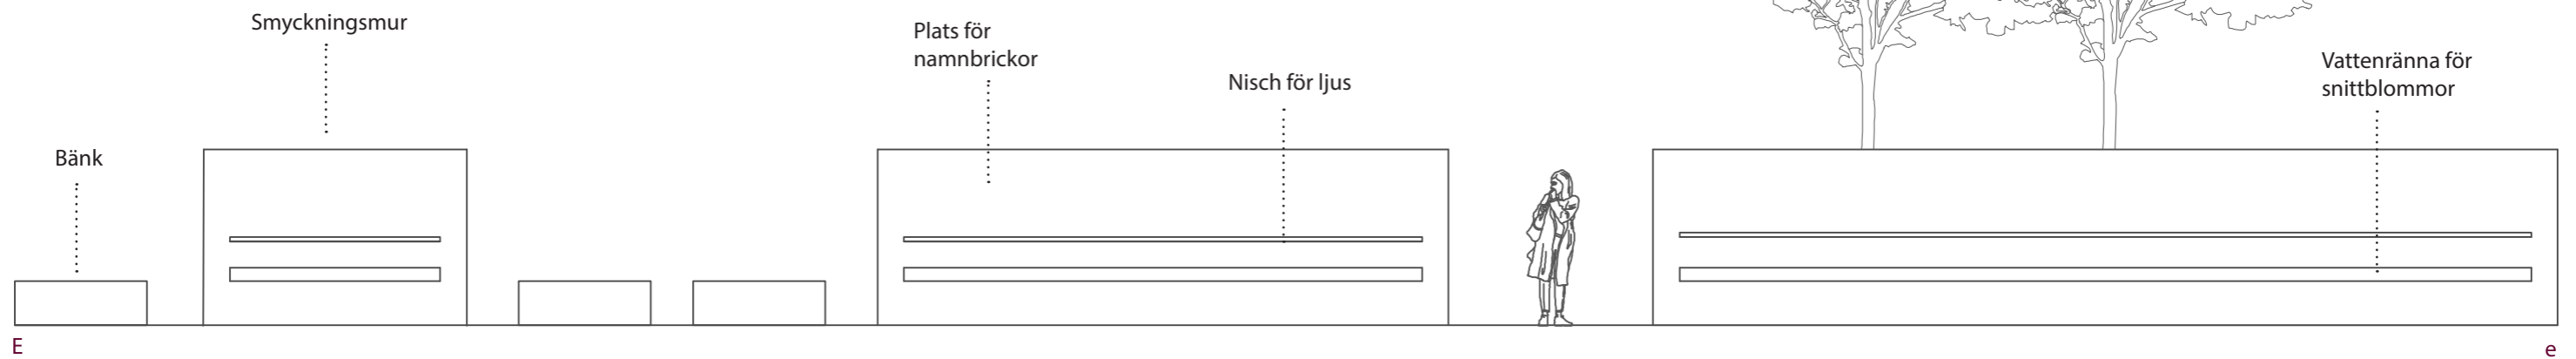 Smyckningsmur
Plats för
namnbrickor
Nisch för ljus
Vattenränna för
snittblommor
Bänk
E
e